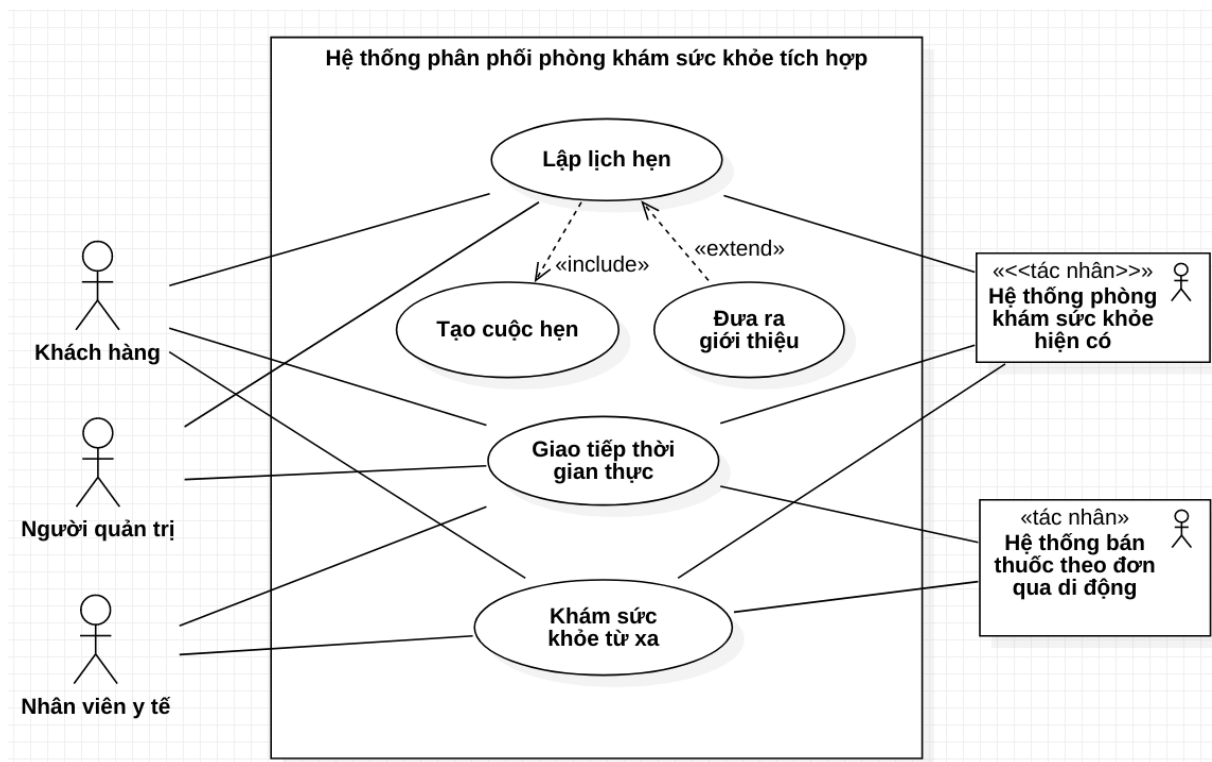 Hệ thống phân phối phòng khám sức khỏe tích hợp
Lập lịch hẹn
«include»
«extend»
Tạo cuộc hẹn
Đưa ra
giới thiệu
Giao tiếp thời
gian thực
Khám sức
khỏe từ xa
Khách hàng
Người quản trị
Nhân viên y tế
«<<tác nhân>>»
Hệ thống phòng
khám sức khỏe
hiện có
«tác nhân»
Hệ thống bán
thuốc theo đơn
qua di động